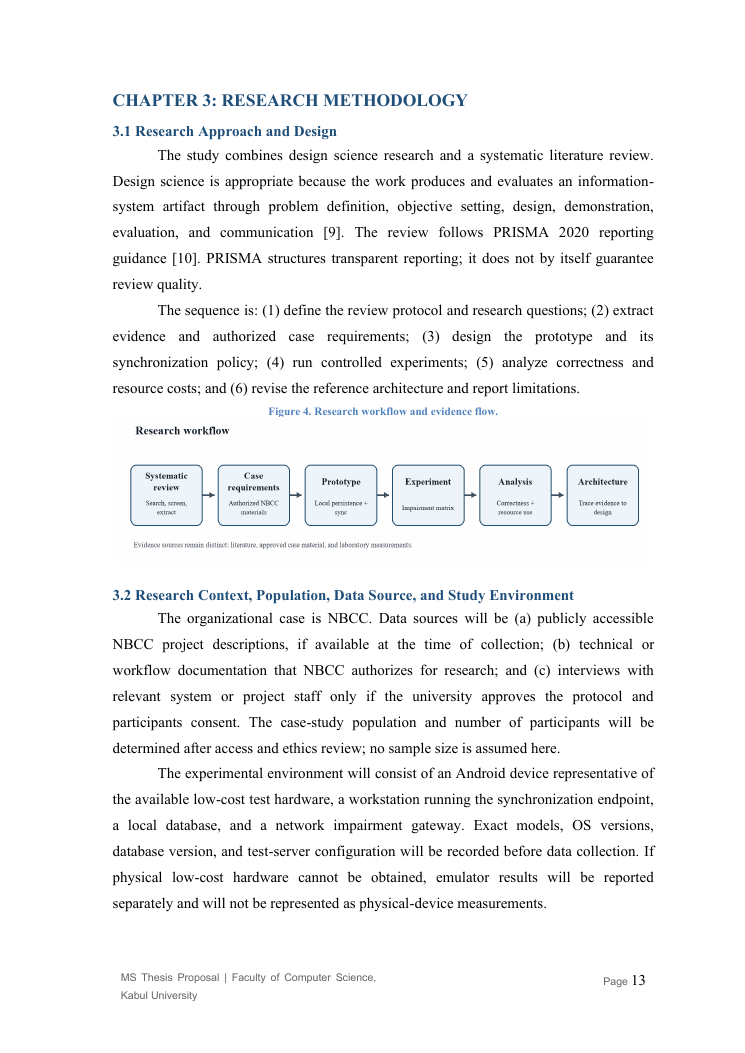 CHAPTER 3: RESEARCH METHODOLOGY
3.1 Research Approach and Design
The study combines design science research and a systematic literature review.
Design science is appropriate because the work produces and evaluates an information-
system artifact through problem definition, objective setting, design, demonstration,
evaluation, and communication [9]. The review follows PRISMA 2020 reporting
guidance [10]. PRISMA structures transparent reporting; it does not by itself guarantee
review quality.
The sequence is: (1) define the review protocol and research questions; (2) extract
evidence and authorized case requirements; (3) design the prototype and its
synchronization policy; (4) run controlled experiments; (5) analyze correctness and
resource costs; and (6) revise the reference architecture and report limitations.
Figure 4. Research workflow and evidence flow.
Research workflow
Systematic
review
Search, screen,
extract
Case
requirements
Authorized NBCC
materials
Prototype
Local persistence +
sync
Experiment
Impairment matrix
Analysis
Correctness +
resource use
Architecture
Trace evidence to
design
Evidence sources remain distinct: literature, approved case material, and laboratory measurements.
3.2 Research Context, Population, Data Source, and Study Environment
The organizational case is NBCC. Data sources will be (a) publicly accessible
NBCC project descriptions, if available at the time of collection; (b) technical or
workflow documentation that NBCC authorizes for research; and (c) interviews with
relevant system or project staff only if the university approves the protocol and
participants consent. The case-study population and number of participants will be
determined after access and ethics review; no sample size is assumed here.
The experimental environment will consist of an Android device representative of
the available low-cost test hardware, a workstation running the synchronization endpoint,
a local database, and a network impairment gateway. Exact models, OS versions,
database version, and test-server configuration will be recorded before data collection. If
physical low-cost hardware cannot be obtained, emulator results will be reported
separately and will not be represented as physical-device measurements.
MS Thesis Proposal | Faculty of Computer Science,
Kabul University
Page 13